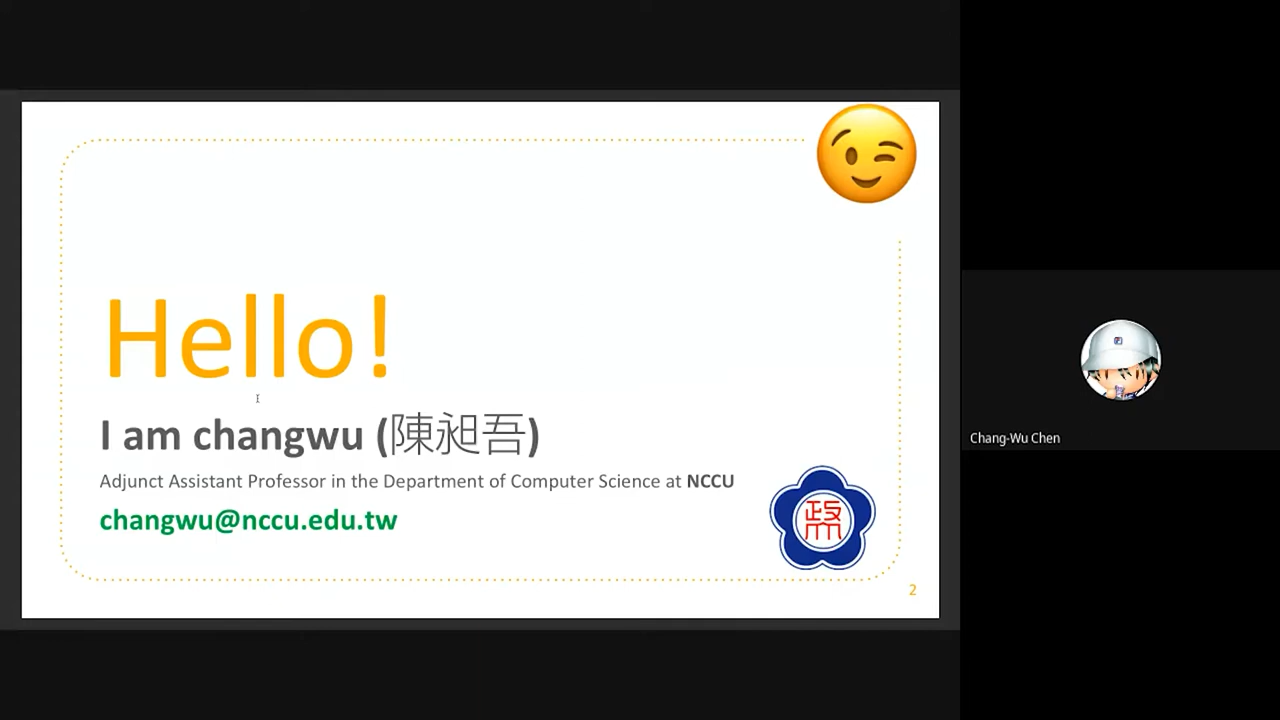 Hello!
I am changwu (陳昶吾)
Adjunct Assistant Professor in the Department of Computer Science at NCCU
changwu@nccu.edu.tw
2
Chang-Wu Chen